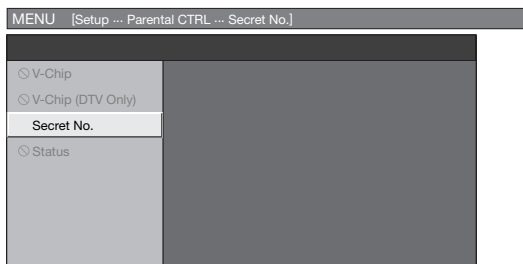 MENU [Setup ··· Parental CTRL ··· Secret No.]
V-Chip
V-Chip (DTV Only)
Secret No.
Status